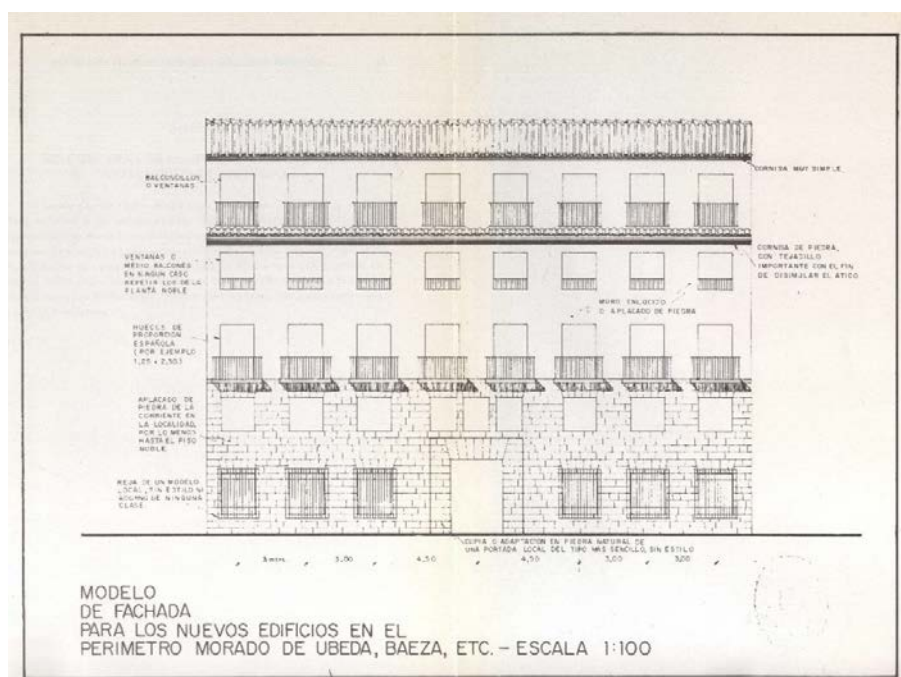 BALCONCILLOS
O VENTANAS
CORNISA MUY SIMPLE
VENTANAS O
MEDIO BALCONES
EN NINGUN CASO
REPETIR LOS DE LA
PLANTA NOBLE
CORNISA DE PIEDRA,
CON TEJADILLO
IMPORTANTE CON EL FIN
DE DISIMULAR EL ATICO
MURO ENLUCIDO
O APLACADO DE PIEDRA
HUECOS DE
PROPORCION
ESPAÑOLA
(POR EJEMPLO
1,25 x 2,50)
APLACADO DE
PIEDRA DE LA
CORRIENTE EN
LA LOCALIDAD,
POR LO MENOS
HASTA EL PISO
NOBLE
REJA DE UN MODELO
LOCAL, SIN ESTILO NI
ADORNO DE NINGUNA
CLASE
COPIA O ADAPTACION EN PIEDRA NATURAL DE
UNA PORTADA LOCAL DEL TIPO MAS SENCILLO, SIN ESTILO
3 mtrs. 3,00 4,50 4,50 3,00 3,00
MODELO
DE FACHADA
PARA LOS NUEVOS EDIFICIOS EN EL
PERIMETRO MORADO DE UBEDA, BAEZA, ETC. - ESCALA 1:100